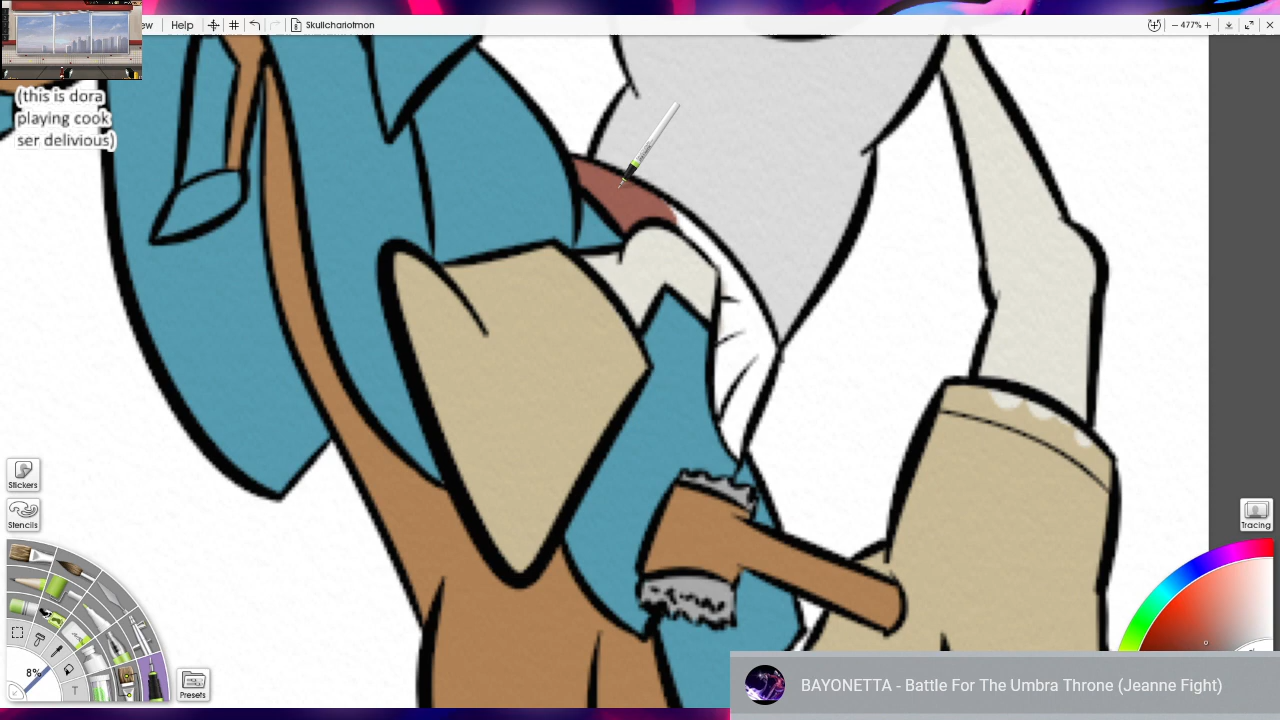 ew Help Skullchariotmon 477%
(this is dora
playing cook
ser delivious)
Stickers
Stencils
Tracing
8%
T
Presets
BAYONETTA - Battle For The Umbra Throne (Jeanne Fight)